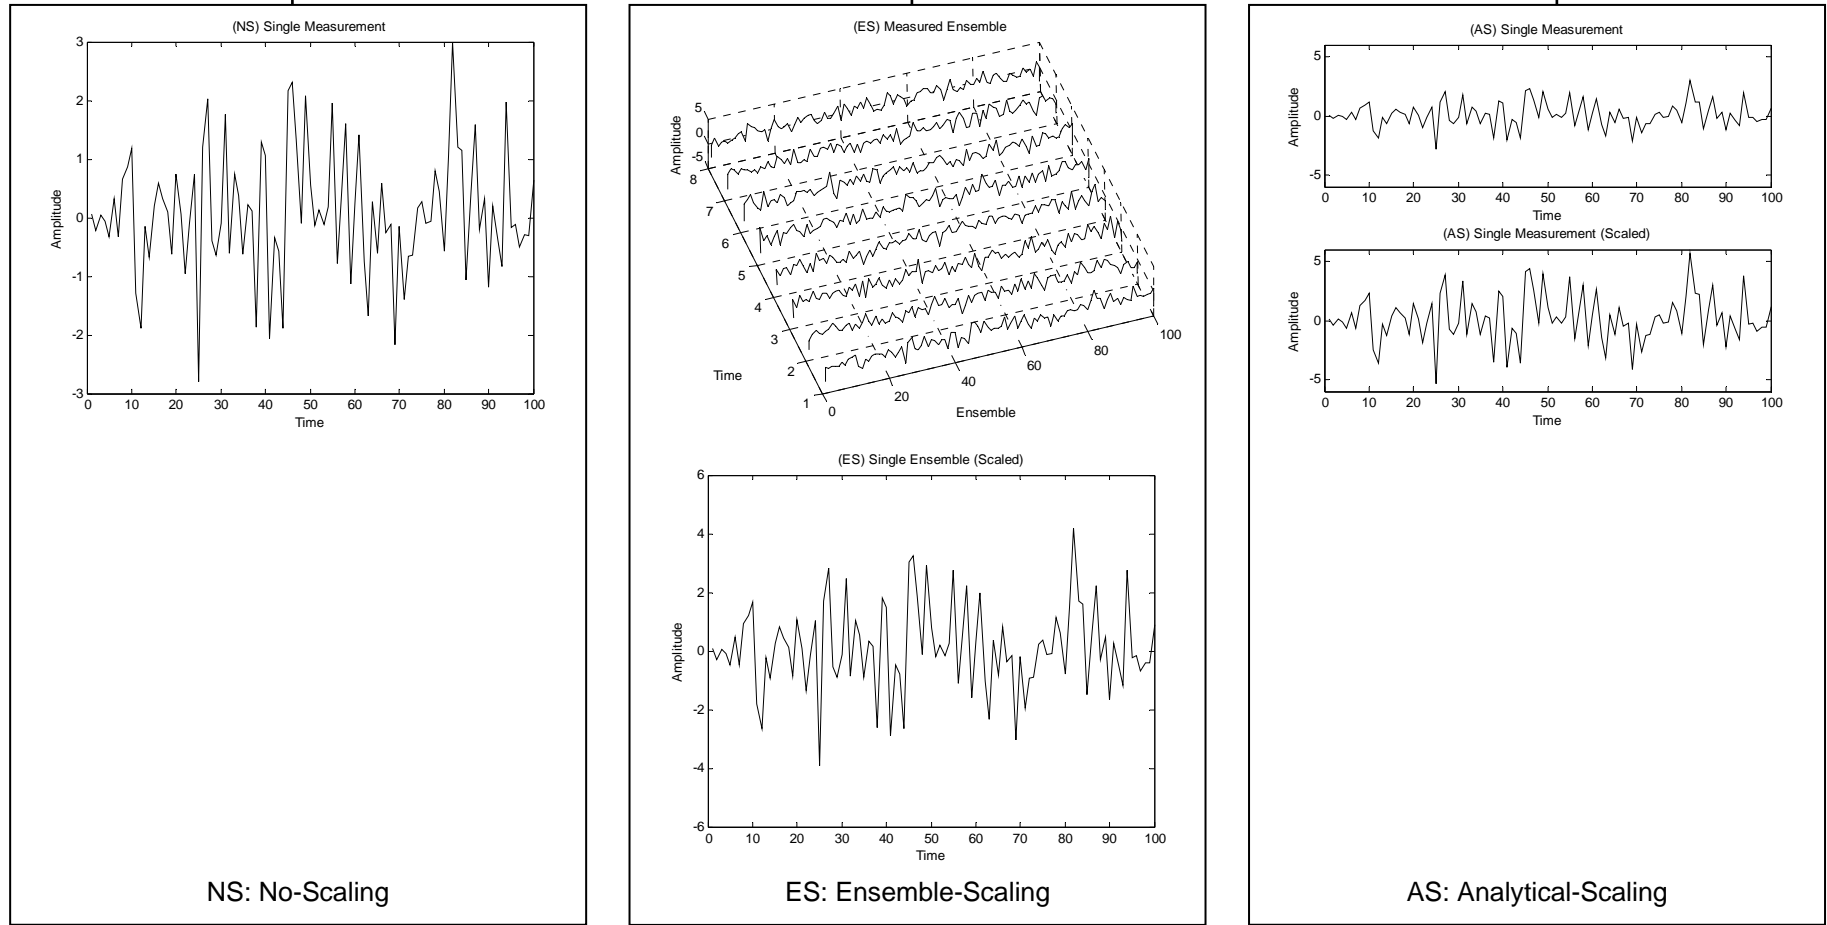 (NS) Single Measurement
3
2
1
0
-1
-2
-3
Amplitude
0 10 20 30 40 50 60 70 80 90 100
Time
NS: No-Scaling
(ES) Measured Ensemble
5
0
-5
Amplitude
8
7
6
5
4
3
2
1
Time
0 20 40 60 80 100
Ensemble
(ES) Single Ensemble (Scaled)
6
4
2
0
-2
-4
-6
Amplitude
0 10 20 30 40 50 60 70 80 90 100
Time
ES: Ensemble-Scaling
(AS) Single Measurement
5
0
-5
Amplitude
0 10 20 30 40 50 60 70 80 90 100
Time
(AS) Single Measurement (Scaled)
5
0
-5
Amplitude
0 10 20 30 40 50 60 70 80 90 100
Time
AS: Analytical-Scaling